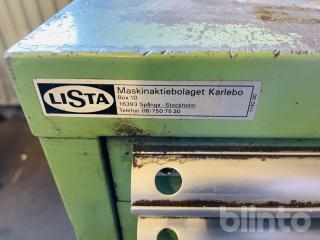 LISTA
Maskinaktiebolaget Karlebo
Box 10
16393 Spånga - Stockholm
Telefon 08/750 75 20
blinto